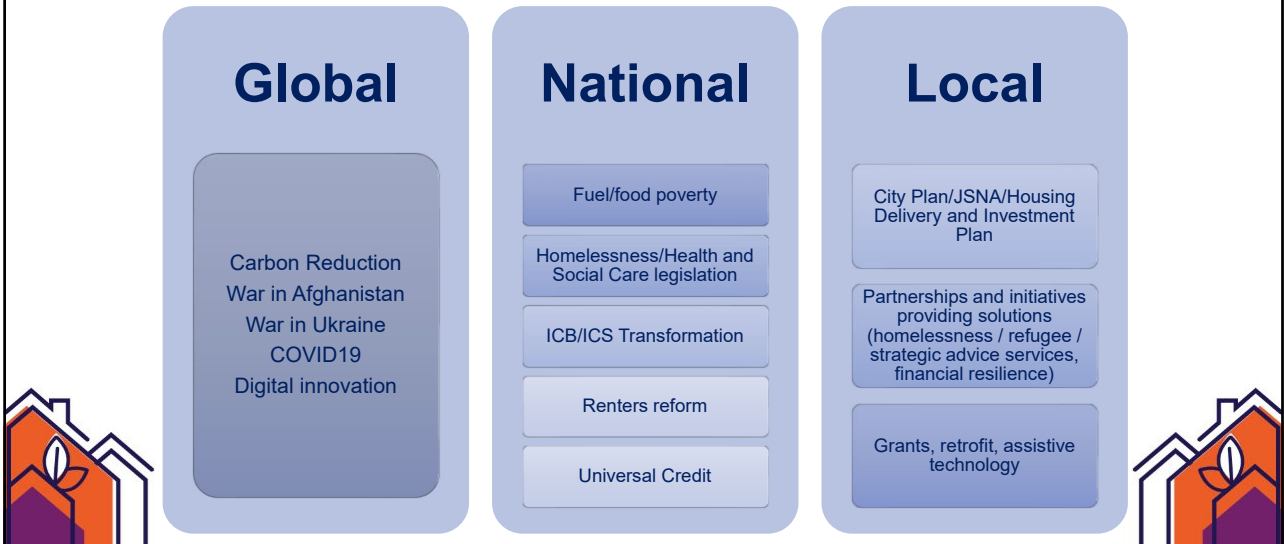 Global
Carbon Reduction
War in Afghanistan
War in Ukraine
COVID19
Digital innovation
National
Fuel/food poverty
Homelessness/Health and
Social Care legislation
ICB/ICS Transformation
Renters reform
Universal Credit
Local
City Plan/JSNA/Housing
Delivery and Investment
Plan
Partnerships and initiatives
providing solutions
(homelessness / refugee /
strategic advice services,
financial resilience)
Grants, retrofit, assistive
technology